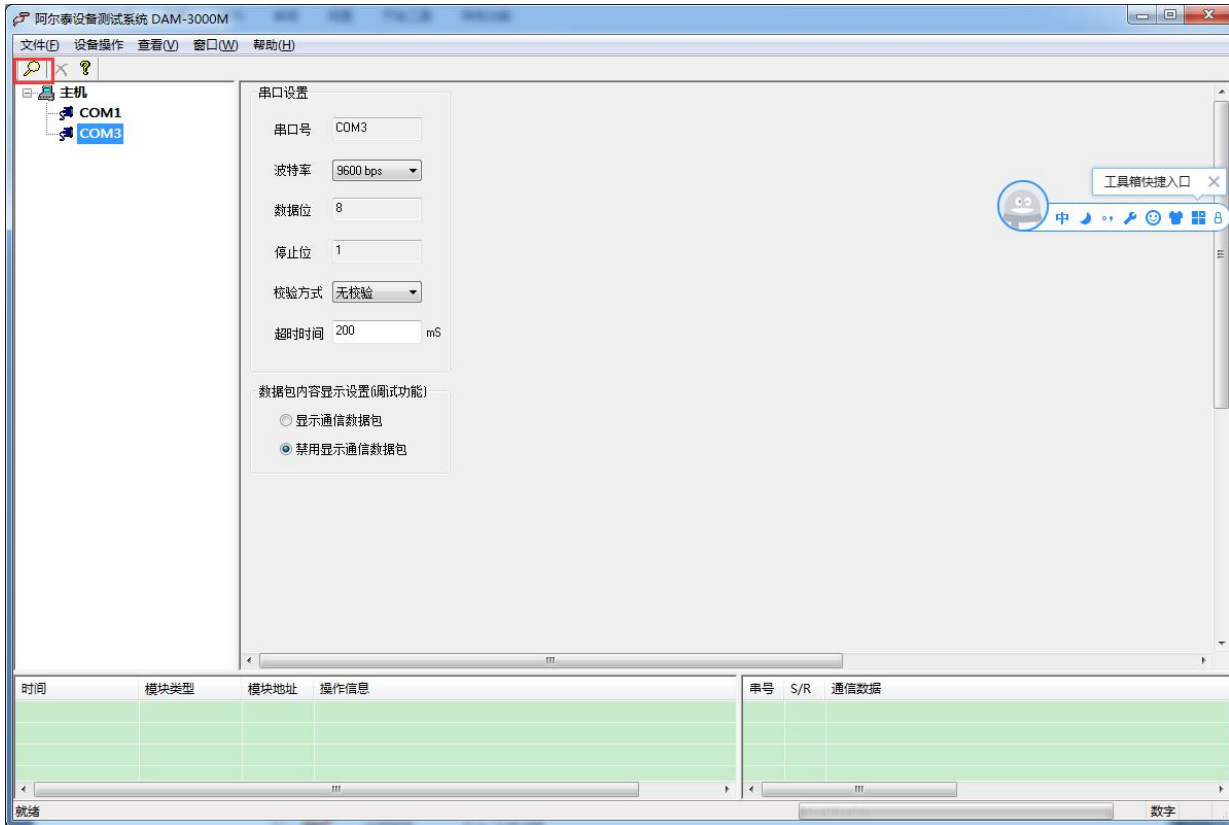 阿尔泰设备测试系统 DAM-3000M
文件(F) 设备操作 查看(V) 窗口(W) 帮助(H)
主机
COM1
COM3
串口设置
串口号 COM3
波特率 9600 bps
数据位 8
停止位 1
校验方式 无校验
超时时间 200 mS
数据包内容显示设置(调试功能)
显示通信数据包
禁用显示通信数据包
工具箱快捷入口
中
时间 模块类型 模块地址 操作信息
串号 S/R 通信数据
就绪
数字